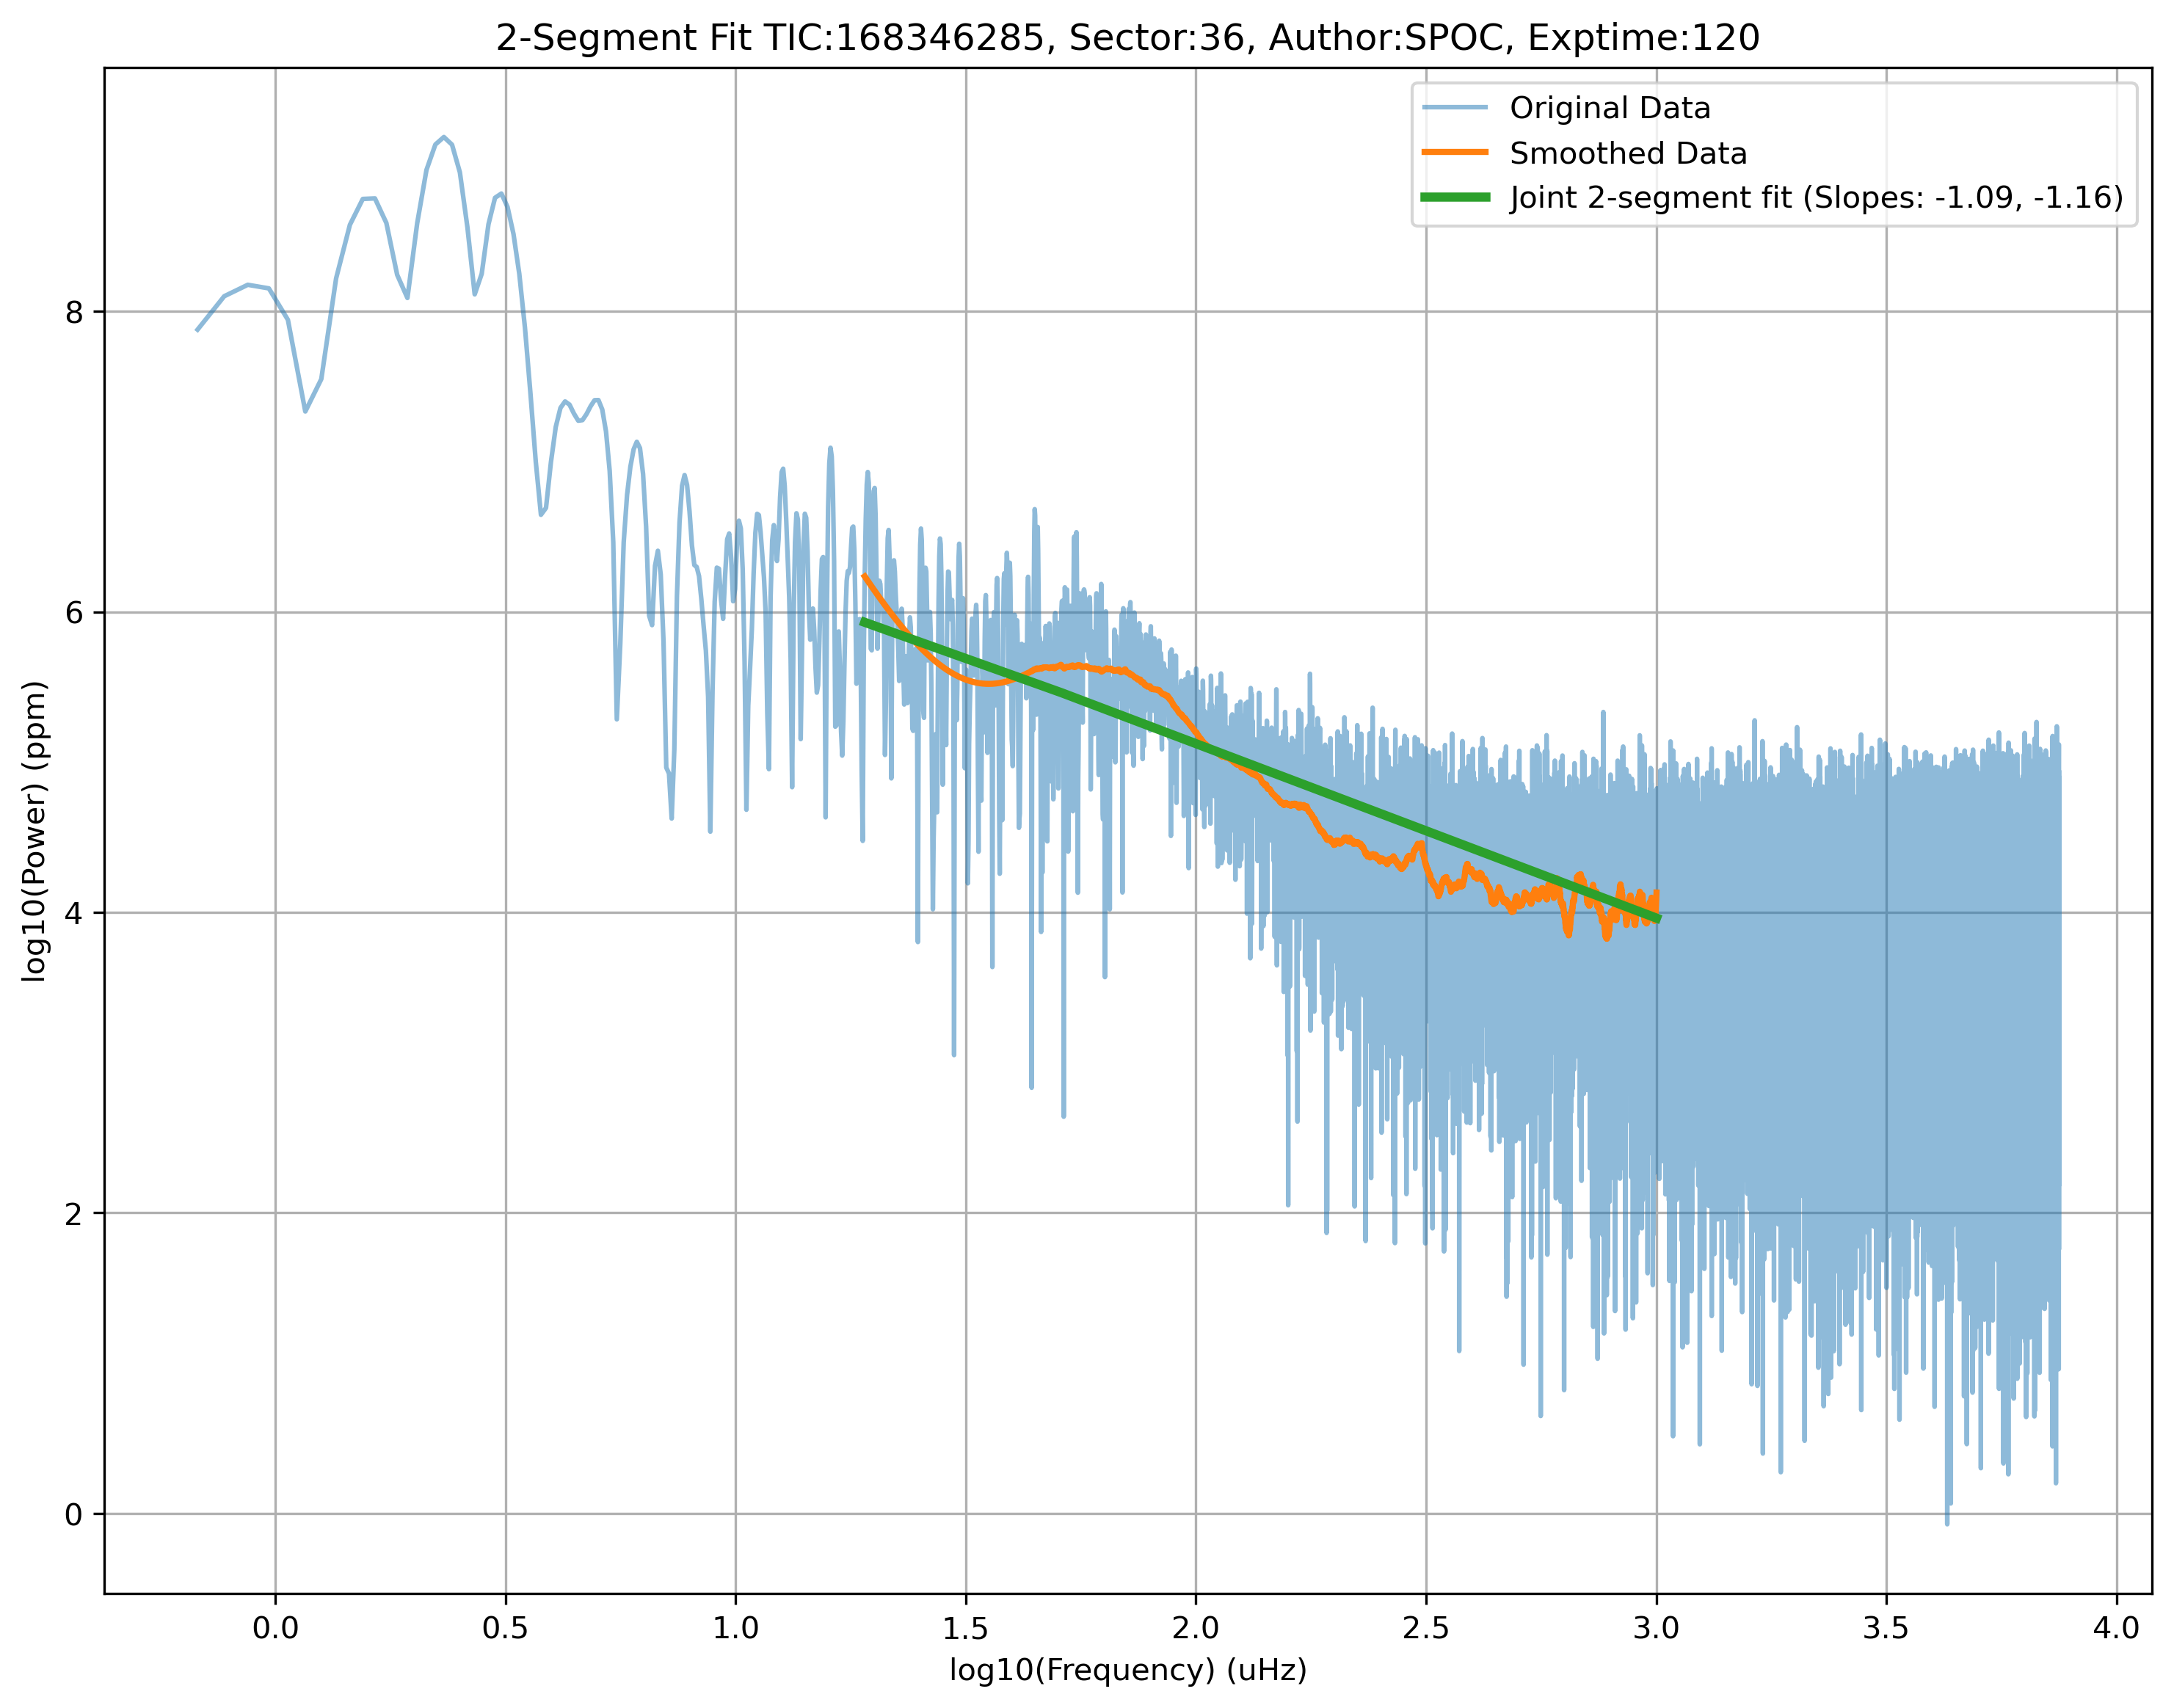 2-Segment Fit TIC:168346285, Sector:36, Author:SPOC, Exptime:120
Original Data
Smoothed Data
Joint 2-segment fit (Slopes: -1.09, -1.16)
log10(Power) (ppm)
8
6
4
2
0
0.0 0.5 1.0 1.5 2.0 2.5 3.0 3.5 4.0
log10(Frequency) (uHz)